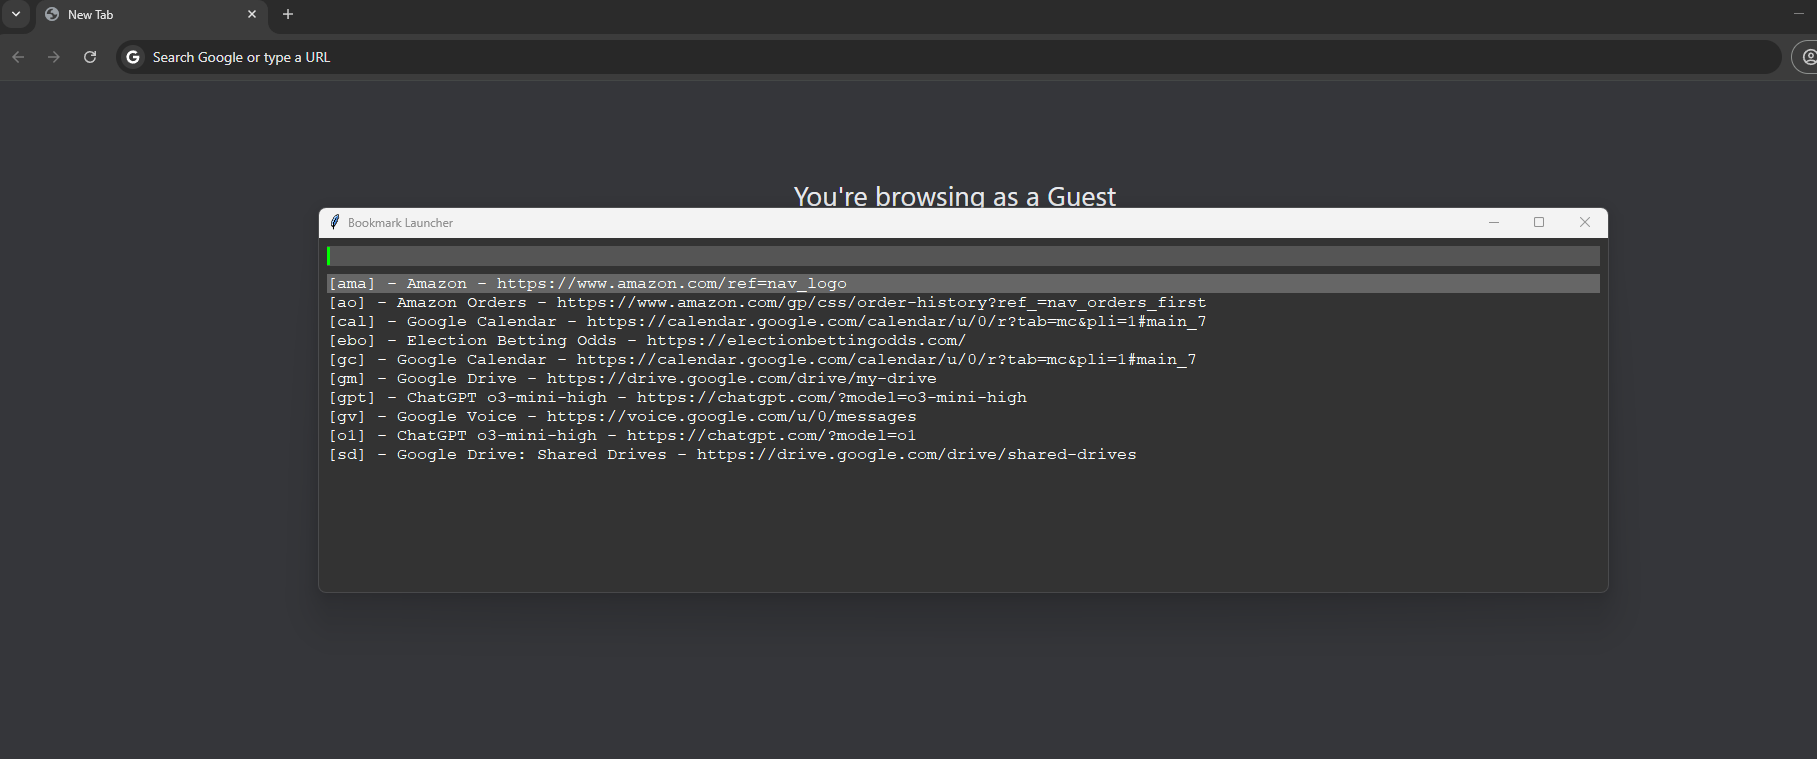 New Tab
Search Google or type a URL
You're browsing as a Guest
Bookmark Launcher
[ama] - Amazon - https://www.amazon.com/ref=nav_logo
[ao] - Amazon Orders - https://www.amazon.com/gp/css/order-history?ref_=nav_orders_first
[cal] - Google Calendar - https://calendar.google.com/calendar/u/0/r?tab=mc&pli=1#main_7
[ebo] - Election Betting Odds - https://electionbettingodds.com/
[gc] - Google Calendar - https://calendar.google.com/calendar/u/0/r?tab=mc&pli=1#main_7
[gm] - Google Drive - https://drive.google.com/drive/my-drive
[gpt] - ChatGPT o3-mini-high - https://chatgpt.com/?model=o3-mini-high
[gv] - Google Voice - https://voice.google.com/u/0/messages
[o1] - ChatGPT o3-mini-high - https://chatgpt.com/?model=o1
[sd] - Google Drive: Shared Drives - https://drive.google.com/drive/shared-drives